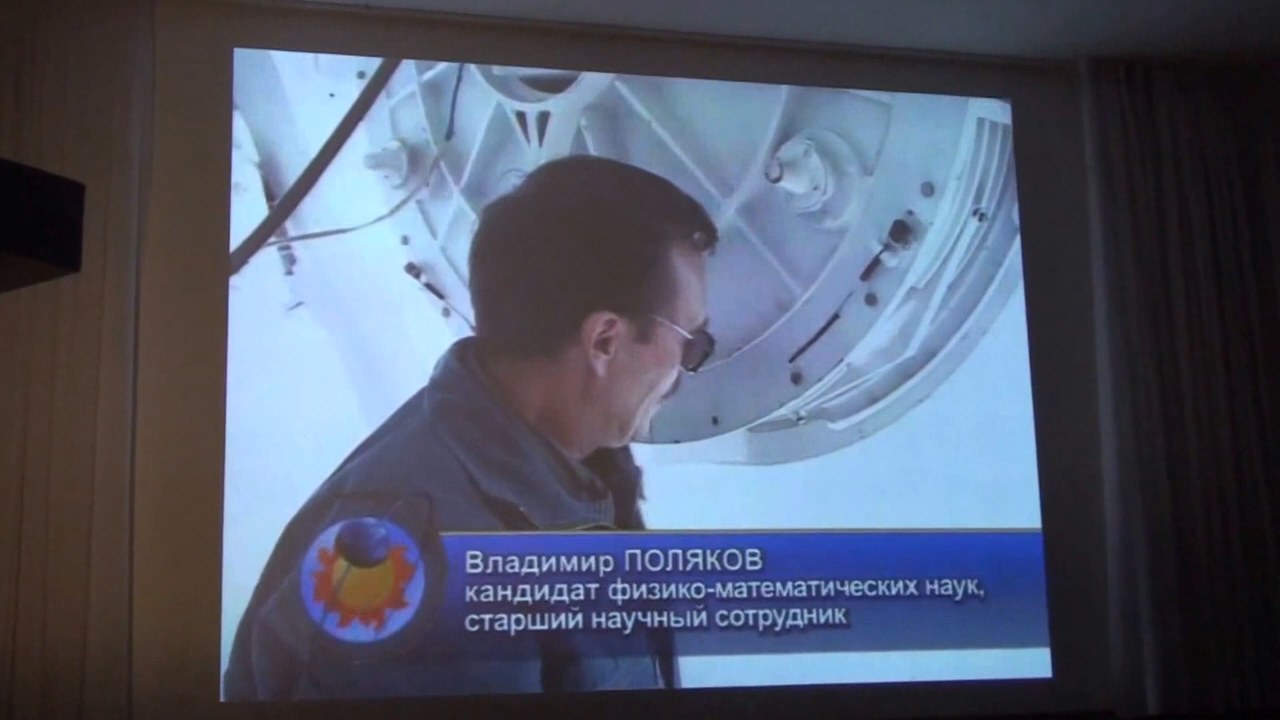 Владимир ПОЛЯКОВ
кандидат физико-математических наук,
старший научный сотрудник